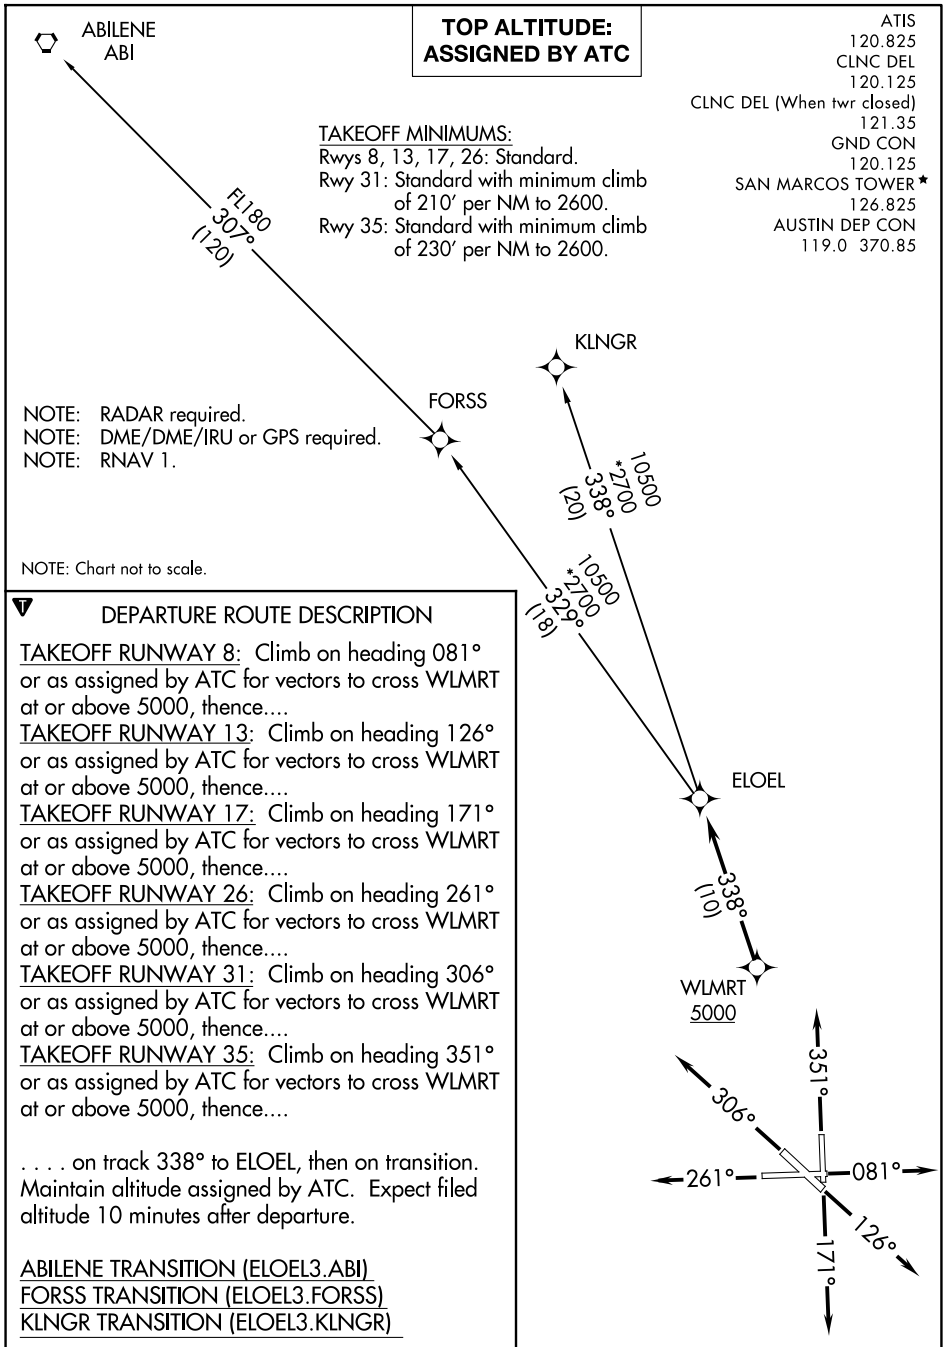 ABILENE
ABI
TOP ALTITUDE:
ASSIGNED BY ATC
ATIS
120.825
CLNC DEL
120.125
CLNC DEL (When twr closed)
121.35
GND CON
120.125
SAN MARCOS TOWER★
126.825
AUSTIN DEP CON
119.0 370.85
TAKEOFF MINIMUMS:
Rwys 8, 13, 17, 26: Standard.
Rwy 31: Standard with minimum climb
of 210′ per NM to 2600.
Rwy 35: Standard with minimum climb
of 230′ per NM to 2600.
FL180
307°
(120)
KLNGR
FORSS
NOTE: RADAR required.
NOTE: DME/DME/IRU or GPS required.
NOTE: RNAV 1.
10500
*2700
338°
(20)
10500
*2700
329°
(18)
NOTE: Chart not to scale.
T
DEPARTURE ROUTE DESCRIPTION
TAKEOFF RUNWAY 8: Climb on heading 081°
or as assigned by ATC for vectors to cross WLMRT
at or above 5000, thence....
TAKEOFF RUNWAY 13: Climb on heading 126°
or as assigned by ATC for vectors to cross WLMRT
at or above 5000, thence....
TAKEOFF RUNWAY 17: Climb on heading 171°
or as assigned by ATC for vectors to cross WLMRT
at or above 5000, thence....
TAKEOFF RUNWAY 26: Climb on heading 261°
or as assigned by ATC for vectors to cross WLMRT
at or above 5000, thence....
TAKEOFF RUNWAY 31: Climb on heading 306°
or as assigned by ATC for vectors to cross WLMRT
at or above 5000, thence....
TAKEOFF RUNWAY 35: Climb on heading 351°
or as assigned by ATC for vectors to cross WLMRT
at or above 5000, thence....
. . . . on track 338° to ELOEL, then on transition.
Maintain altitude assigned by ATC. Expect filed
altitude 10 minutes after departure.
ABILENE TRANSITION (ELOEL3.ABI)
FORSS TRANSITION (ELOEL3.FORSS)
KLNGR TRANSITION (ELOEL3.KLNGR)
ELOEL
338°
(10)
WLMRT
5000
351°
306°
261°
081°
126°
171°